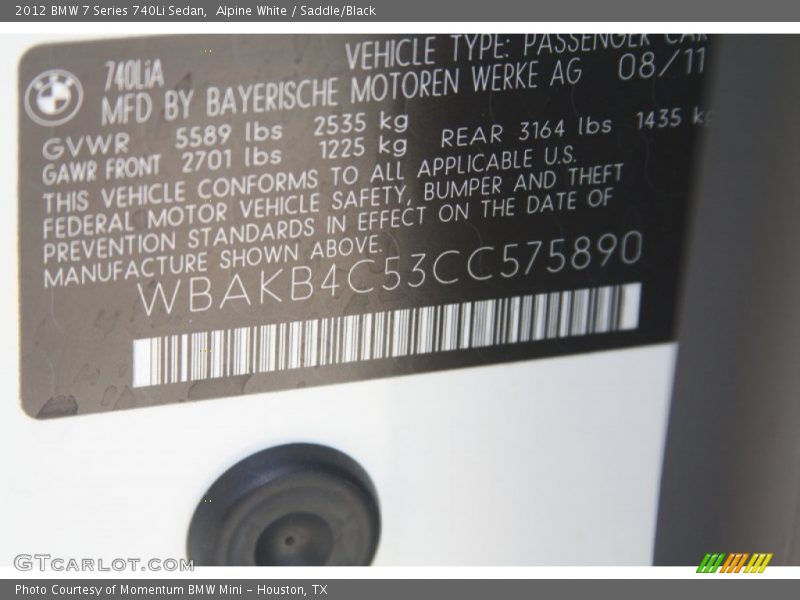 2012 BMW 7 Series 740Li Sedan,  Alpine White / Saddle/Black
VEHICLE TYPE: PASSENGER CAR
740LiA
MFD BY BAYERISCHE MOTOREN WERKE AG 08/11
GVWR 5589 lbs 2535 kg
GAWR FRONT 2701 lbs 1225 kg REAR 3164 lbs 1435 kg
THIS VEHICLE CONFORMS TO ALL APPLICABLE U.S.
FEDERAL MOTOR VEHICLE SAFETY, BUMPER AND THEFT
PREVENTION STANDARDS IN EFFECT ON THE DATE OF
MANUFACTURE SHOWN ABOVE.
WBAKB4C53CC575890
GTCARLOT.COM
Photo Courtesy of Momentum BMW Mini - Houston, TX